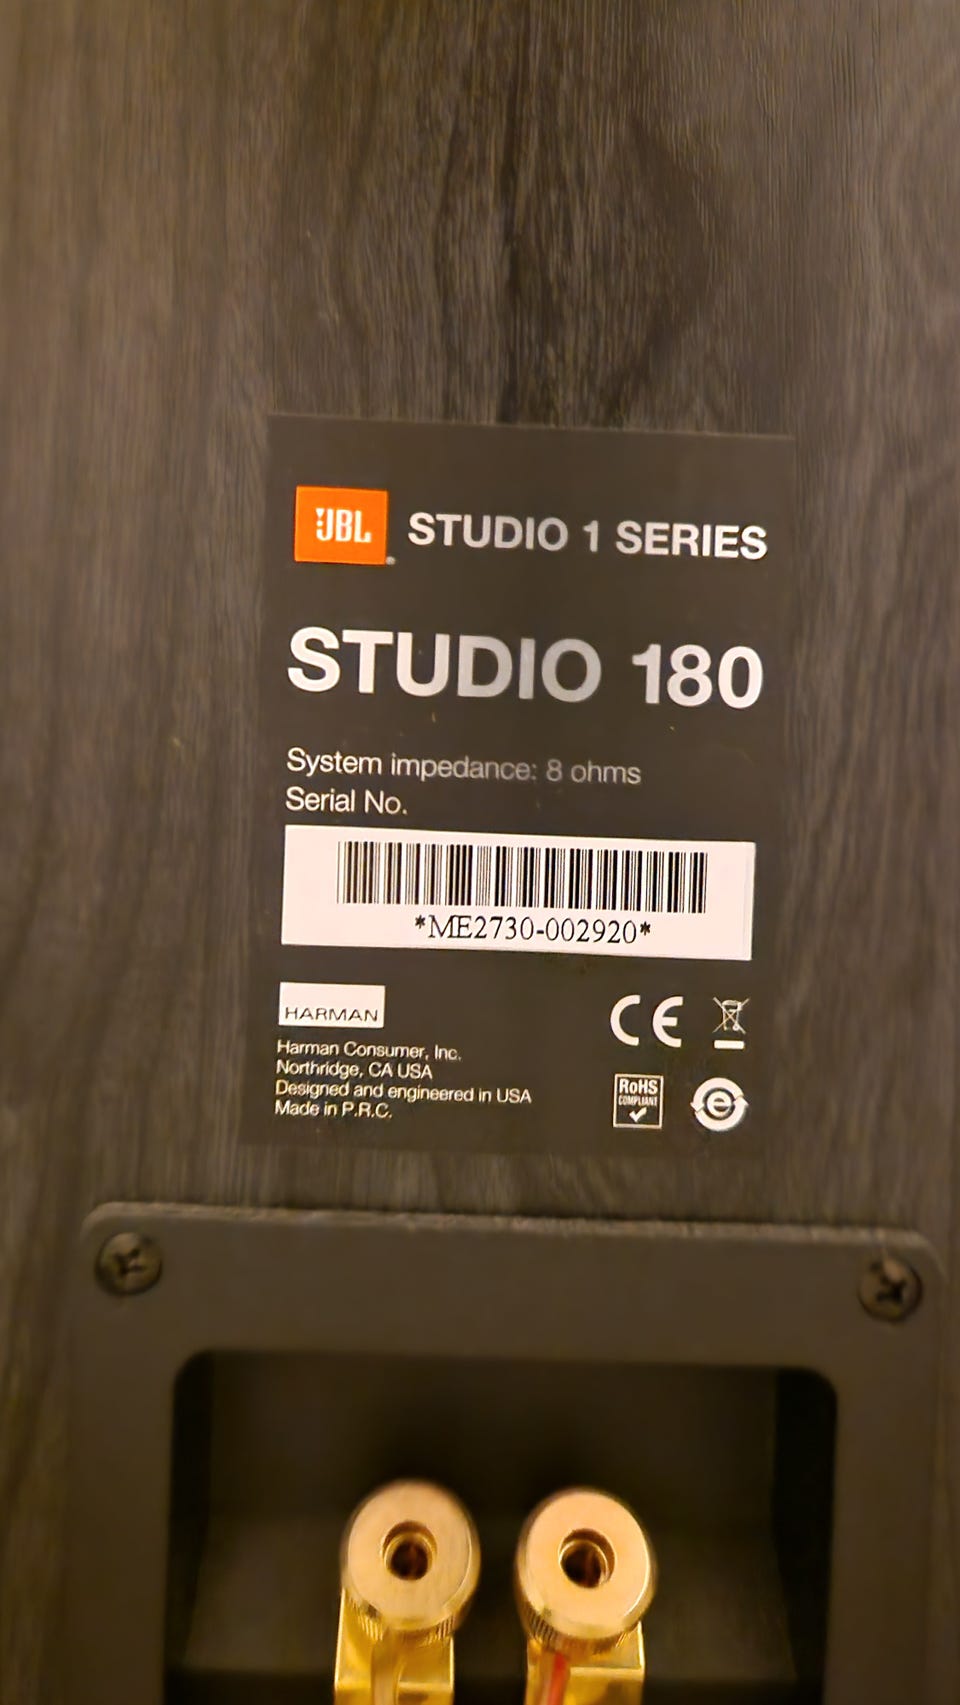 JBL® STUDIO 1 SERIES
STUDIO 180
System impedance: 8 ohms
Serial No.
*ME2730-002920*
HARMAN
Harman Consumer, Inc.
Northridge, CA USA
Designed and engineered in USA
Made in P.R.C.
CE
RoHS
COMPLIANT
e